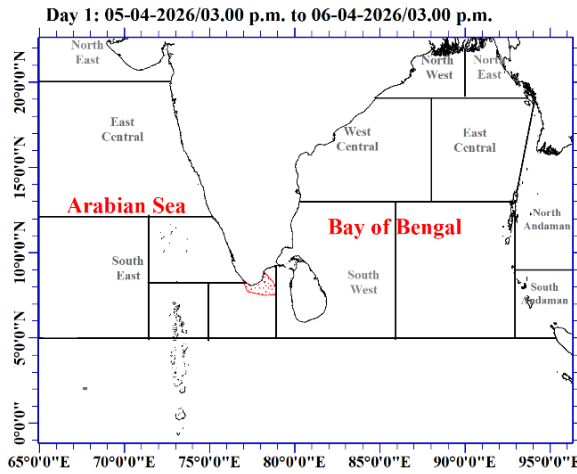 Day 1: 05-04-2026/03.00 p.m. to 06-04-2026/03.00 p.m.
North
East
North
West
North
East
20°0'0"N
East
Central
West
Central
East
Central
15°0'0"N
Arabian Sea
Bay of Bengal
North
Andaman
10°0'0"N
South
East
South
West
South
Andaman
5°0'0"N
0°0'0"
65°0'0"E 70°0'0"E 75°0'0"E 80°0'0"E 85°0'0"E 90°0'0"E 95°0'0"E